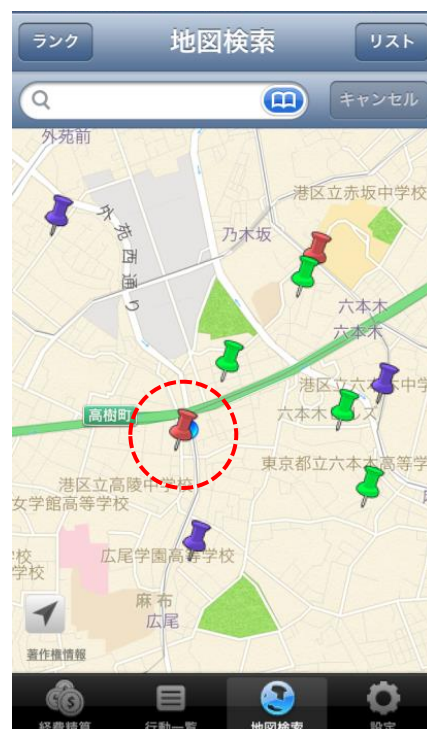 ランク
地図検索
リスト
キャンセル
外苑前
港区立赤坂中学校
外苑西通り
乃木坂
六本木
六本木
港区立六本木中学
高樹町
六本木ヒルズ
東京都立六本木高等学
港区立高陵中学校
女学館高等学校
校
広尾学園高等学校
学校
麻布
広尾
著作権情報
経費精算
行動一覧
地図検索
設定